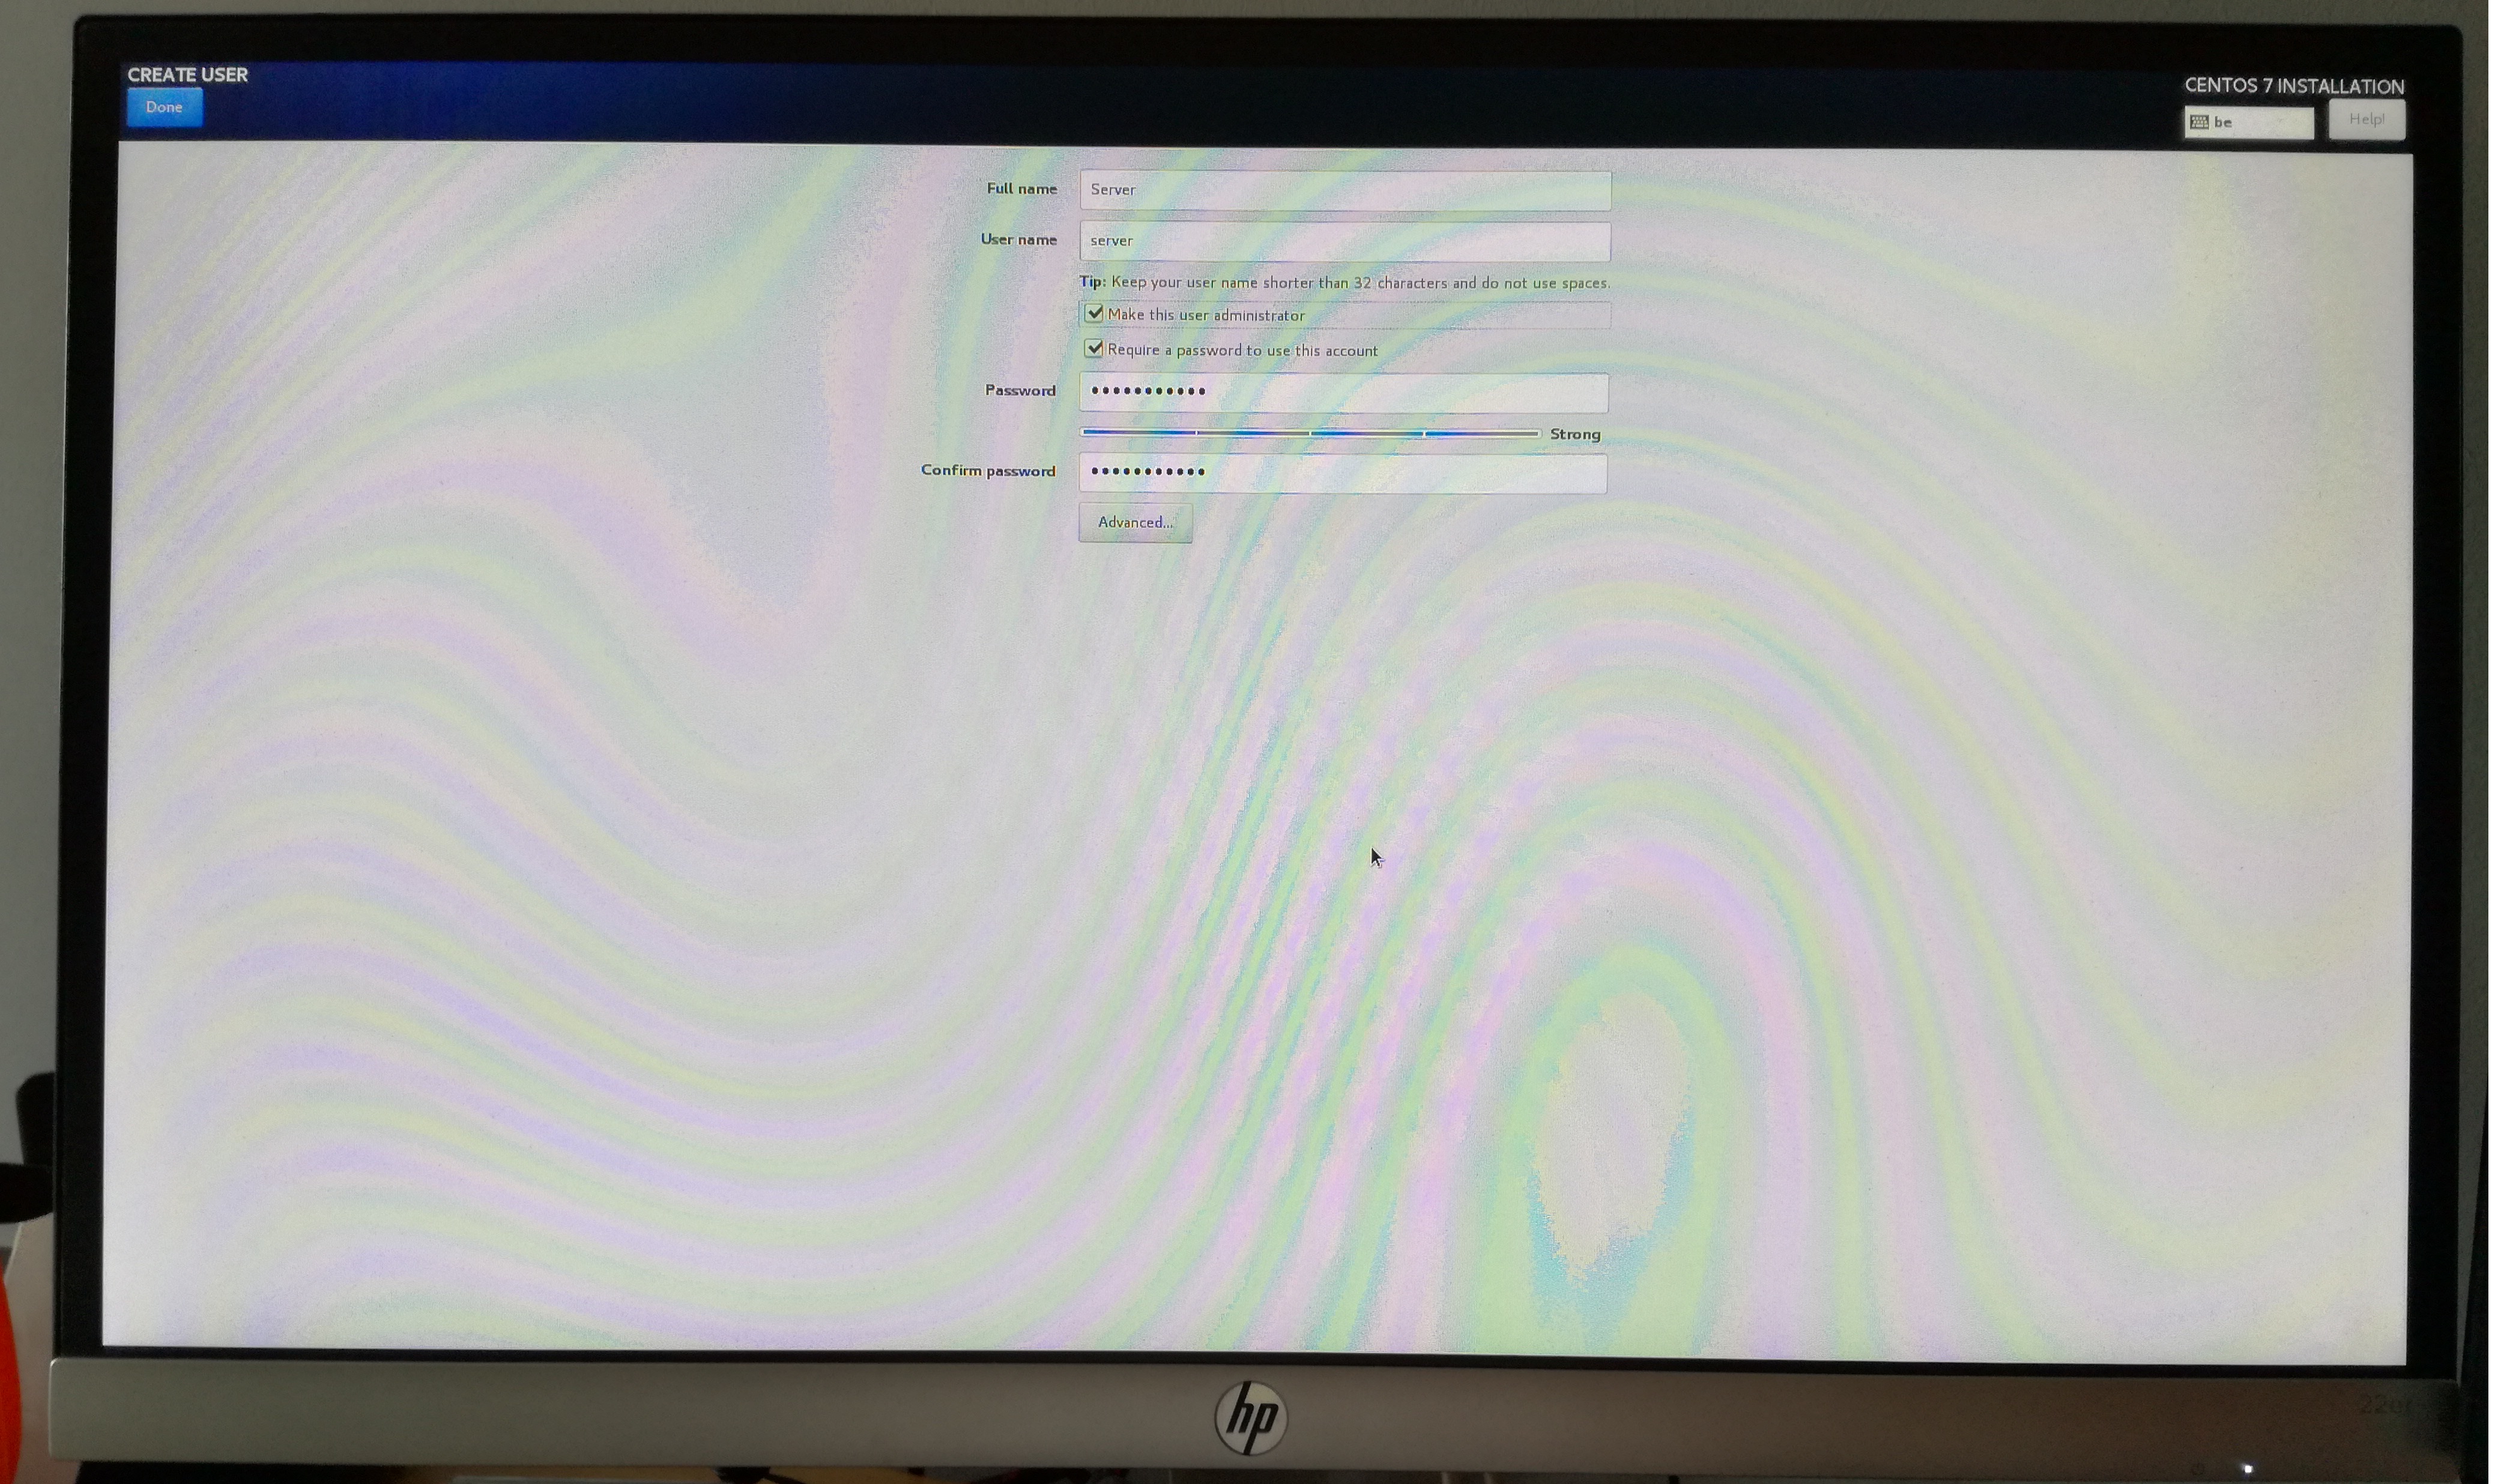 CREATE USER
CENTOS 7 INSTALLATION
Done
be
Help!
Full name
Server
User name
server
Tip: Keep your user name shorter than 32 characters and do not use spaces.
Make this user administrator
Require a password to use this account
Password
•••••••••••
Strong
Confirm password
•••••••••••
Advanced...
hp